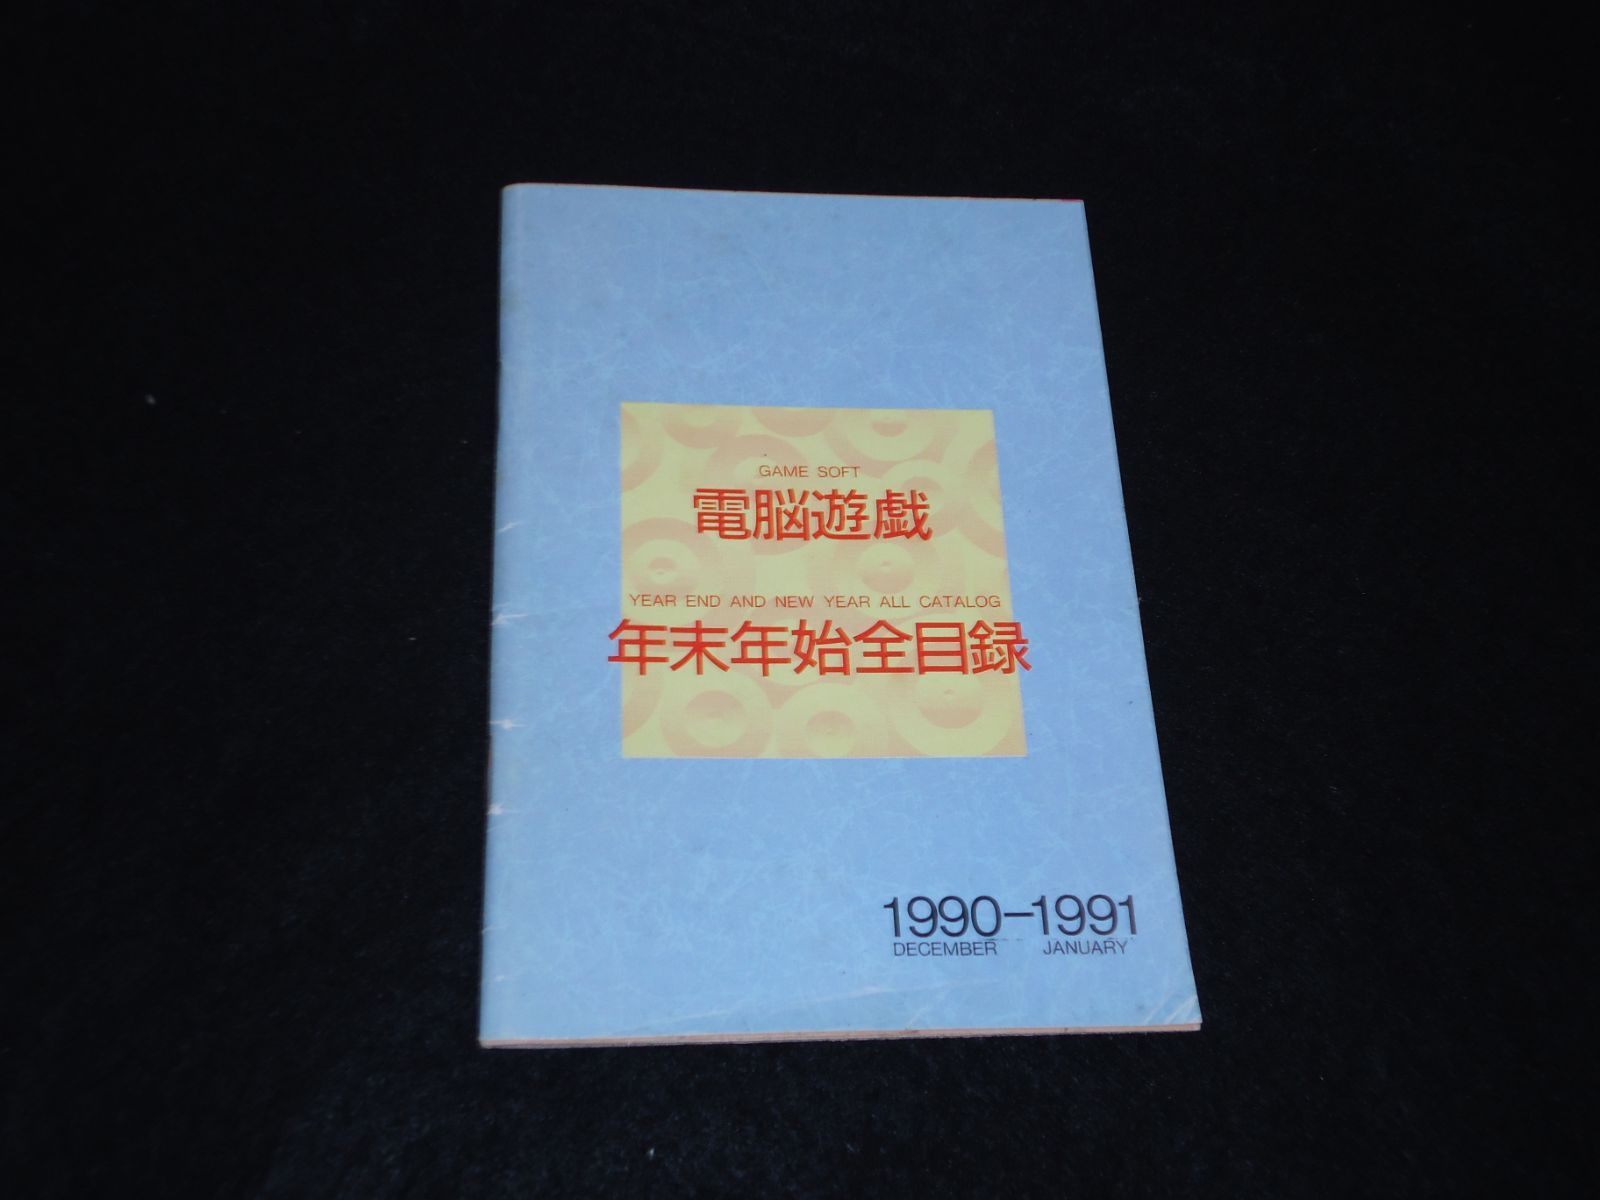 GAME SOFT
電脳遊戯
YEAR END AND NEW YEAR ALL CATALOG
年末年始全目録
1990-1991
DECEMBER JANUARY